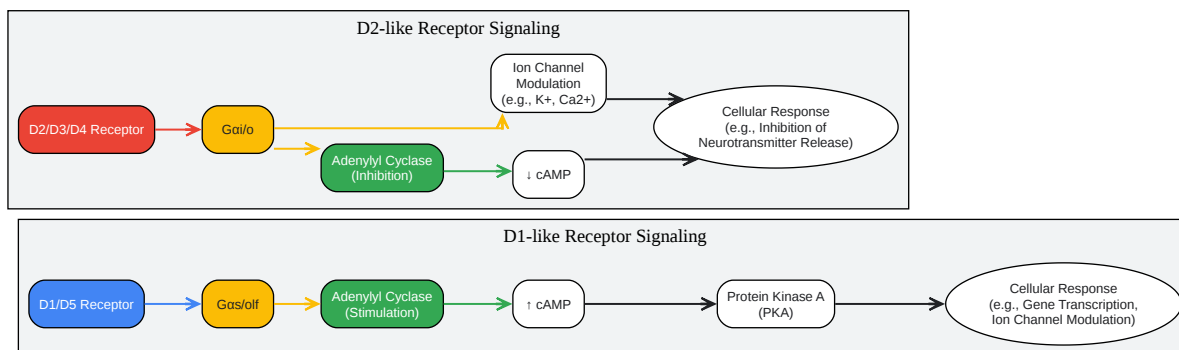 D2-like Receptor Signaling
Ion Channel
Modulation
(e.g., K+, Ca2+)
D2/D3/D4 Receptor
Gαi/o
Cellular Response
(e.g., Inhibition of
Neurotransmitter Release)
Adenylyl Cyclase
(Inhibition)
↓ cAMP
D1-like Receptor Signaling
D1/D5 Receptor
Gαs/olf
Adenylyl Cyclase
(Stimulation)
↑ cAMP
Protein Kinase A
(PKA)
Cellular Response
(e.g., Gene Transcription,
Ion Channel Modulation)